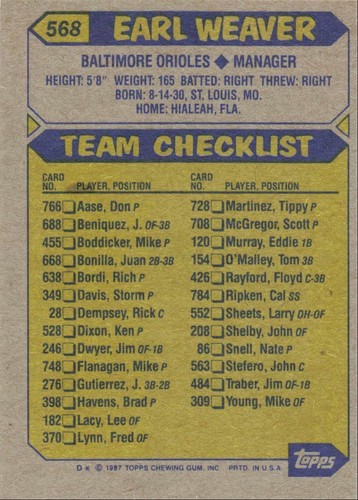 568 EARL WEAVER
BALTIMORE ORIOLES ◆ MANAGER
HEIGHT: 5'8" WEIGHT: 165 BATTED: RIGHT THREW: RIGHT
BORN: 8-14-30, ST. LOUIS, MO.
HOME: HIALEAH, FLA.
TEAM CHECKLIST
CARD
NO. PLAYER, POSITION
766 Aase, Don P
688 Beniquez, J. OF-3B
455 Boddicker, Mike P
668 Bonilla, Juan 2B-3B
638 Bordi, Rich P
349 Davis, Storm P
28 Dempsey, Rick C
528 Dixon, Ken P
246 Dwyer, Jim OF-1B
748 Flanagan, Mike P
276 Gutierrez, J. 3B-2B
398 Havens, Brad P
182 Lacy, Lee OF
370 Lynn, Fred OF
CARD
NO. PLAYER, POSITION
728 Martinez, Tippy P
708 McGregor, Scott P
120 Murray, Eddie 1B
154 O'Malley, Tom 3B
426 Rayford, Floyd C-3B
784 Ripken, Cal SS
552 Sheets, Larry DH-OF
208 Shelby, John OF
86 Snell, Nate P
563 Stefero, John C
484 Traber, Jim OF-1B
309 Young, Mike OF
Topps
D* © 1987 TOPPS CHEWING GUM, INC. PRTD. IN U.S.A.